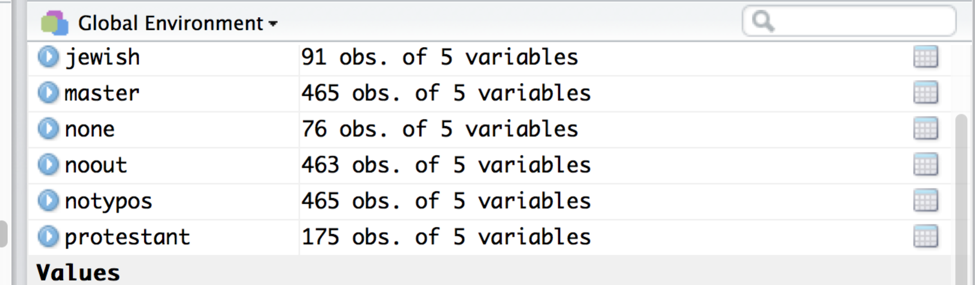 Global Environment
jewish 91 obs. of 5 variables
master 465 obs. of 5 variables
none 76 obs. of 5 variables
noout 463 obs. of 5 variables
notypos 465 obs. of 5 variables
protestant 175 obs. of 5 variables
Values